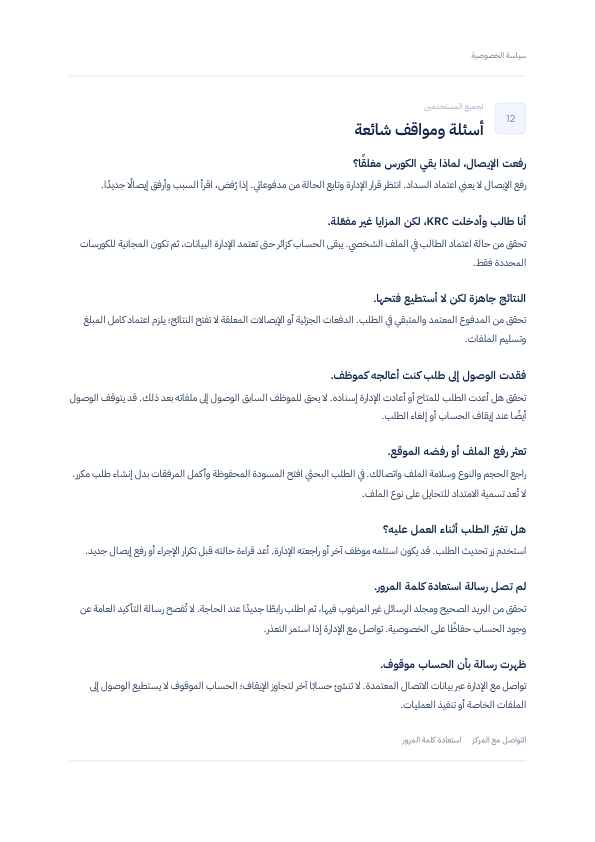 سياسة الخصوصية
12
لجميع المستخدمين
أسئلة ومواقف شائعة
رفعت الإيصال، لماذا بقي الكورس مغلقًا؟
رفع الإيصال لا يعني اعتماد السداد. انتظر قرار الإدارة وتابع الحالة من مدفوعاتي. إذا رُفض، اقرأ السبب وأرفق إيصالًا جديدًا.
أنا طالب وأدخلت KRC، لكن المزايا غير مفعّلة.
تحقق من حالة اعتماد الطالب في الملف الشخصي. يبقى الحساب كزائر حتى تعتمد الإدارة البيانات، ثم تكون المجانية للكورسات
المحددة فقط.
النتائج جاهزة لكن لا أستطيع فتحها.
تحقق من المدفوع المعتمد والمتبقي في الطلب. الدفعات الجزئية أو الإيصالات المعلقة لا تفتح النتائج؛ يلزم اعتماد كامل المبلغ
وتسليم الملفات.
فقدت الوصول إلى طلب كنت أعالجه كموظف.
تحقق هل أعدت الطلب للمتاح أو أعادت الإدارة إسناده. لا يحق للموظف السابق الوصول إلى ملفاته بعد ذلك. قد يتوقف الوصول
أيضًا عند إيقاف الحساب أو إلغاء الطلب.
تعثر رفع الملف أو رفضه الموقع.
راجع الحجم والنوع وسلامة الملف واتصالك. في الطلب البحثي افتح المسودة المحفوظة وأكمل المرفقات بدل إنشاء طلب مكرر.
لا تُعد تسمية الامتداد للتحايل على نوع الملف.
هل تغيّر الطلب أثناء العمل عليه؟
استخدم زر تحديث الطلب. قد يكون استلمه موظف آخر أو راجعته الإدارة. أعد قراءة حالته قبل تكرار الإجراء أو رفع إيصال جديد.
لم تصل رسالة استعادة كلمة المرور.
تحقق من البريد الصحيح ومجلد الرسائل غير المرغوب فيها، ثم اطلب رابطًا جديدًا عند الحاجة. لا تُفصح رسالة التأكيد العامة عن
وجود الحساب حفاظًا على الخصوصية. تواصل مع الإدارة إذا استمر التعذر.
ظهرت رسالة بأن الحساب موقوف.
تواصل مع الإدارة عبر بيانات الاتصال المعتمدة. لا تنشئ حسابًا آخر لتجاوز الإيقاف؛ الحساب الموقوف لا يستطيع الوصول إلى
الملفات الخاصة أو تنفيذ العمليات.
التواصل مع المركز استعادة كلمة المرور